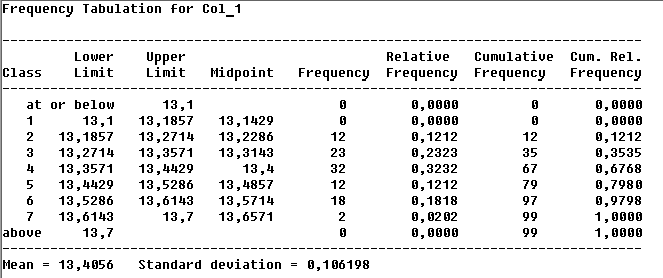 Frequency Tabulation for Col_1
--------------------------------------------------------------------------------
Lower Upper Relative Cumulative Cum. Rel.
Class Limit Limit Midpoint Frequency Frequency Frequency Frequency
--------------------------------------------------------------------------------
at or below 13,1 0 0,0000 0 0,0000
1 13,1 13,1857 13,1429 0 0,0000 0 0,0000
2 13,1857 13,2714 13,2286 12 0,1212 12 0,1212
3 13,2714 13,3571 13,3143 23 0,2323 35 0,3535
4 13,3571 13,4429 13,4 32 0,3232 67 0,6768
5 13,4429 13,5286 13,4857 12 0,1212 79 0,7980
6 13,5286 13,6143 13,5714 18 0,1818 97 0,9798
7 13,6143 13,7 13,6571 2 0,0202 99 1,0000
above 13,7 0 0,0000 99 1,0000
--------------------------------------------------------------------------------
Mean = 13,4056 Standard deviation = 0,106198